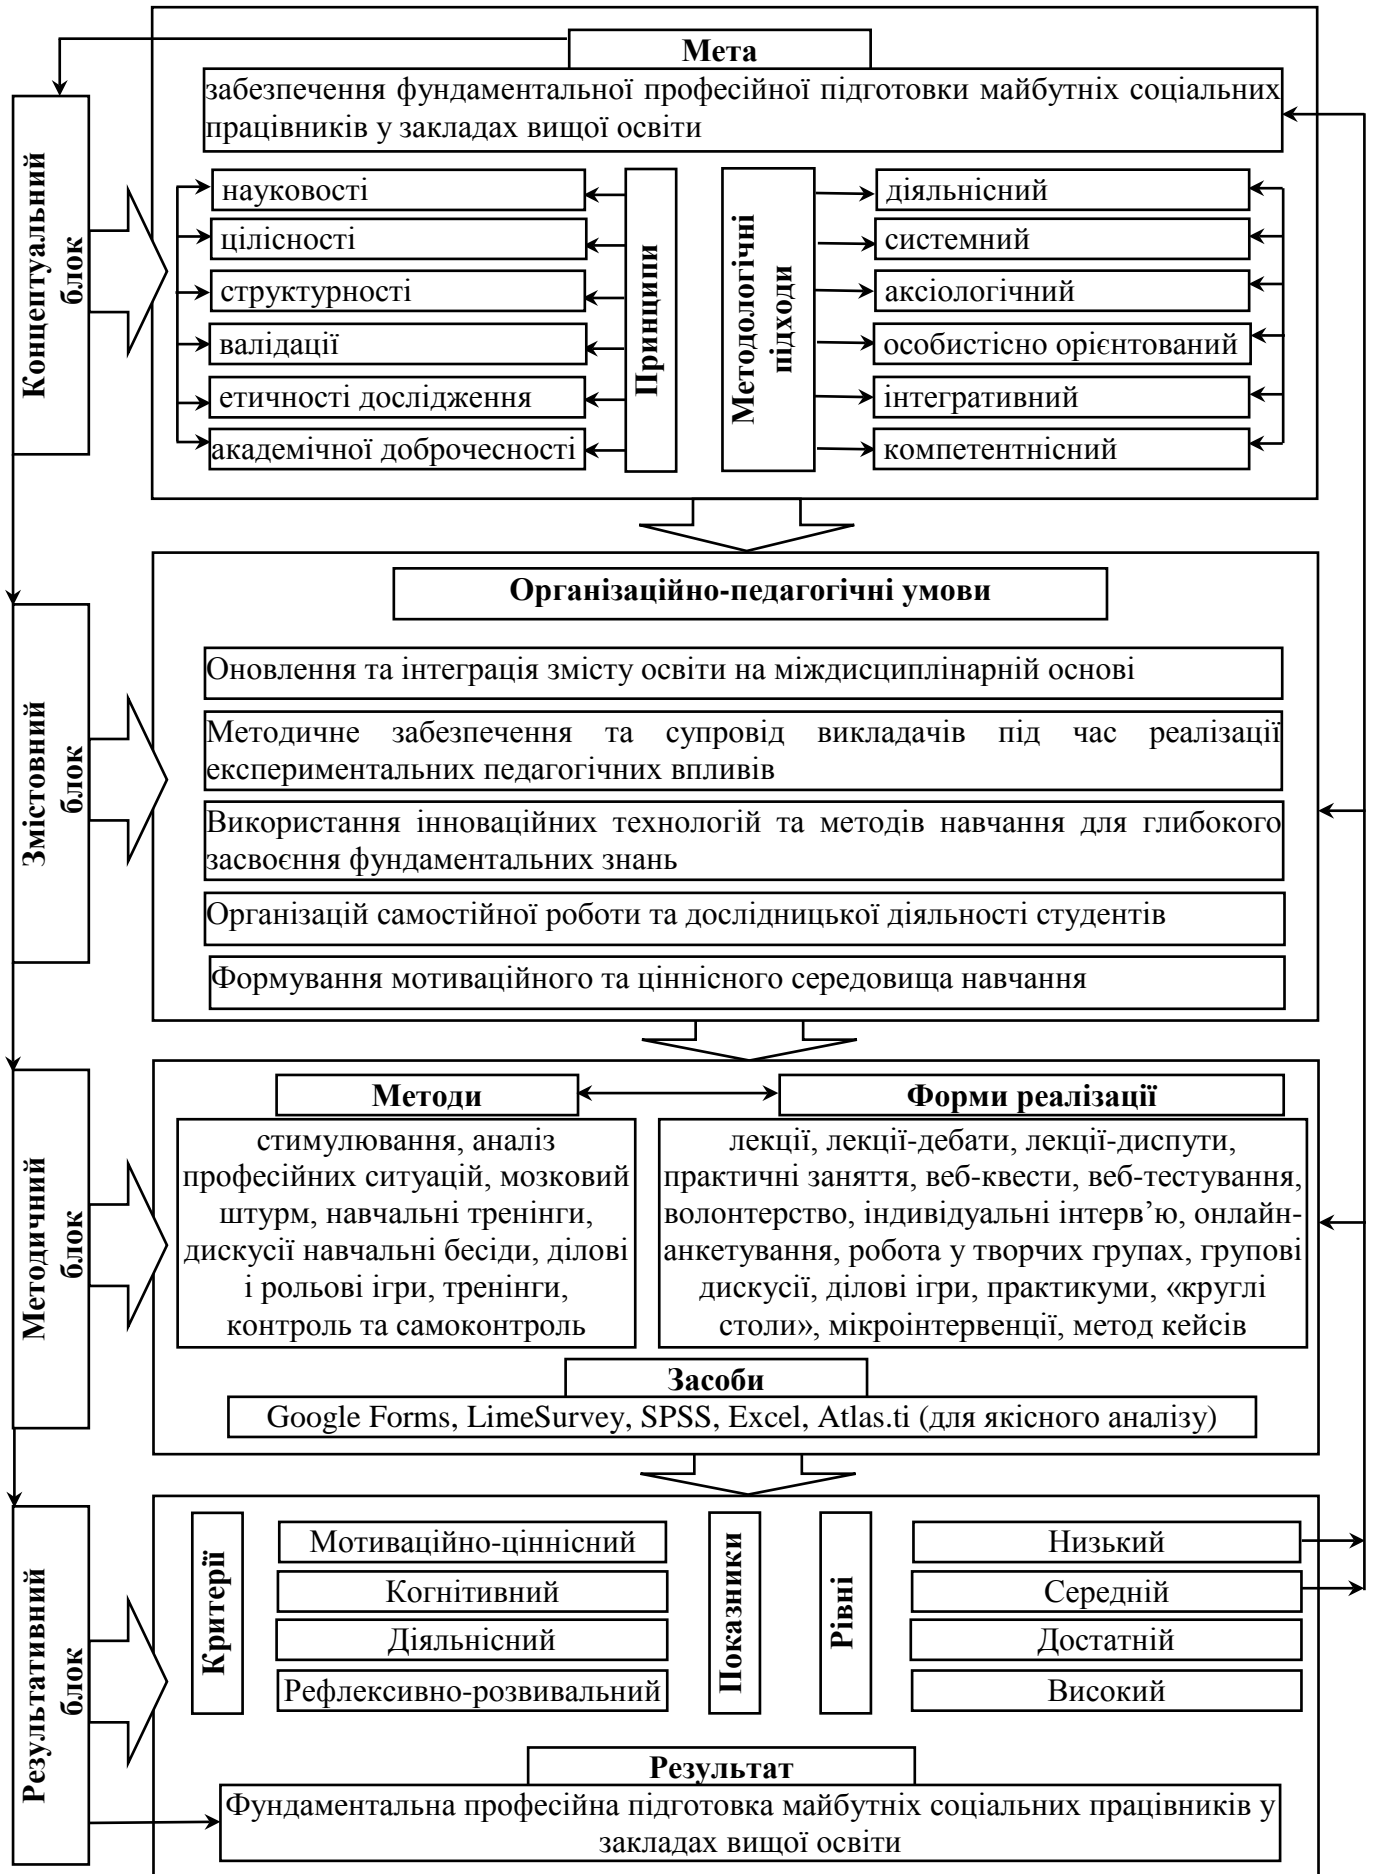 Мета
забезпечення фундаментальної професійної підготовки майбутніх соціальних
працівників у закладах вищої освіти
Концептуальний
блок
науковості
цілісності
структурності
валідації
етичності дослідження
академічної доброчесності
Принципи
Методологічні
підходи
діяльнісний
системний
аксіологічний
особистісно орієнтований
інтегративний
компетентнісний
Змістовний
блок
Організаційно-педагогічні умови
Оновлення та інтеграція змісту освіти на міждисциплінарній основі
Методичне забезпечення та супровід викладачів під час реалізації
експериментальних педагогічних впливів
Використання інноваційних технологій та методів навчання для глибокого
засвоєння фундаментальних знань
Організацій самостійної роботи та дослідницької діяльності студентів
Формування мотиваційного та ціннісного середовища навчання
Методичний
блок
Методи
стимулювання, аналіз
професійних ситуацій, мозковий
штурм, навчальні тренінги,
дискусії навчальні бесіди, ділові
і рольові ігри, тренінги,
контроль та самоконтроль
Форми реалізації
лекції, лекції-дебати, лекції-диспути,
практичні заняття, веб-квести, веб-тестування,
волонтерство, індивідуальні інтерв’ю, онлайн-
анкетування, робота у творчих групах, групові
дискусії, ділові ігри, практикуми, «круглі
столи», мікроінтервенції, метод кейсів
Засоби
Google Forms, LimeSurvey, SPSS, Excel, Atlas.ti (для якісного аналізу)
Результативний
блок
Критерії
Мотиваційно-ціннісний
Когнітивний
Діяльнісний
Рефлексивно-розвивальний
Показники
Рівні
Низький
Середній
Достатній
Високий
Результат
Фундаментальна професійна підготовка майбутніх соціальних працівників у
закладах вищої освіти